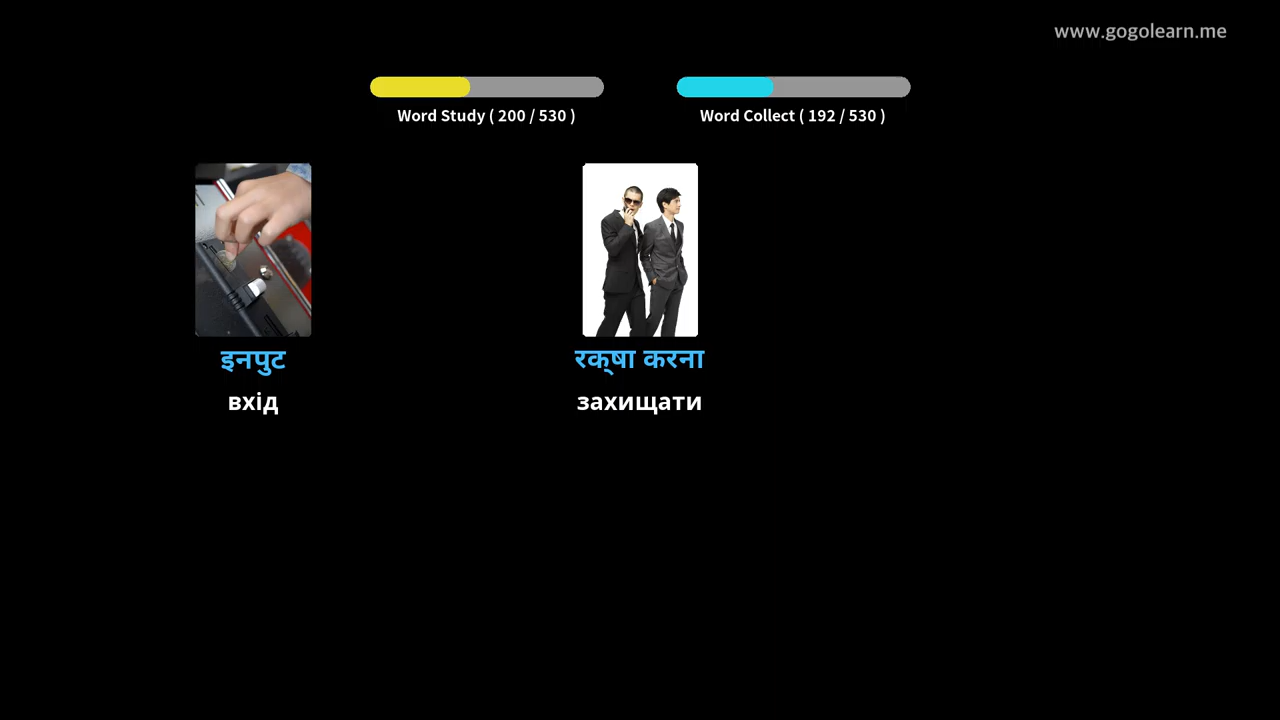 www.gogolearn.me
Word Study ( 200 / 530 )
Word Collect ( 192 / 530 )
इनपुट
रक्षा करना
вхід
захищати